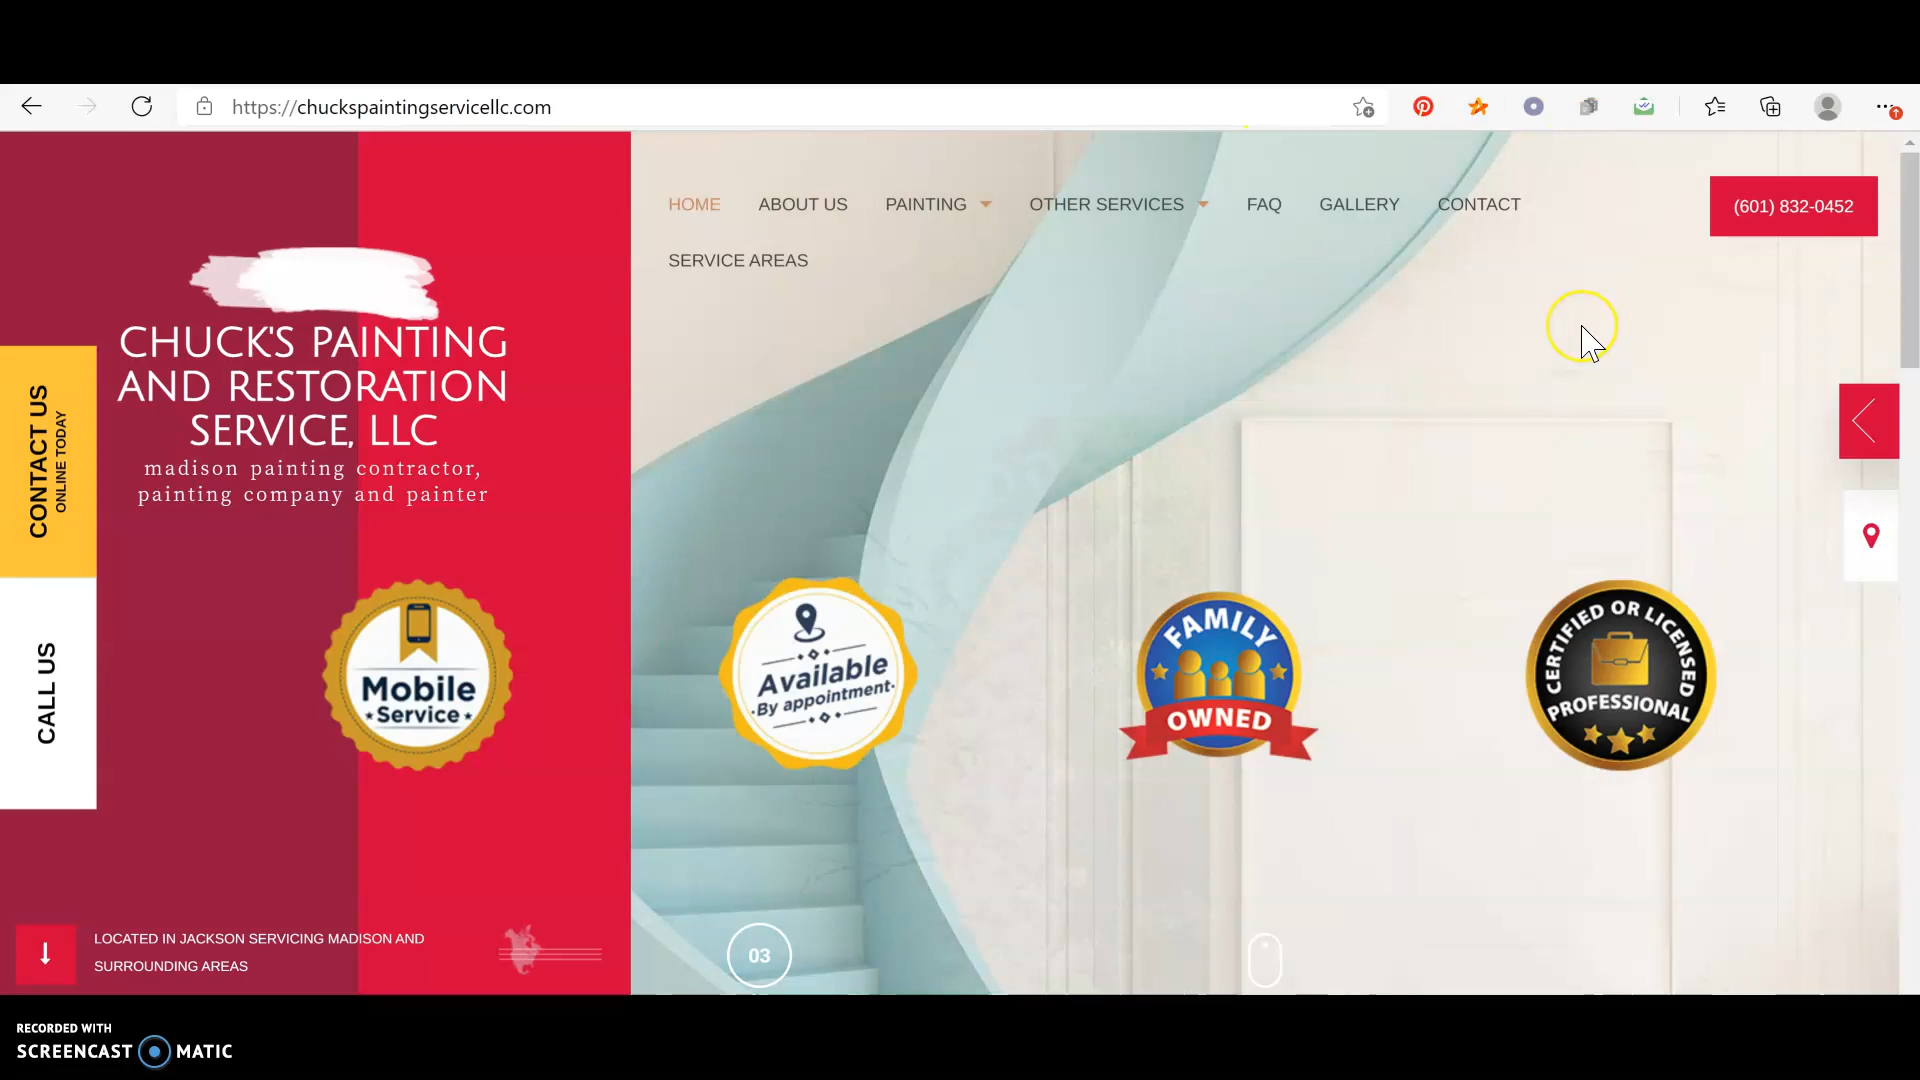 https://chuckspaintingservicellc.com
HOME ABOUT US PAINTING OTHER SERVICES FAQ GALLERY CONTACT
SERVICE AREAS
(601) 832-0452
CHUCK'S PAINTING
AND RESTORATION
SERVICE, LLC
madison painting contractor,
painting company and painter
CONTACT US
ONLINE TODAY
CALL US
Mobile
Service
Available
By appointment
FAMILY
OWNED
CERTIFIED OR LICENSED
PROFESSIONAL
LOCATED IN JACKSON SERVICING MADISON AND
SURROUNDING AREAS
03
RECORDED WITH
SCREENCAST MATIC